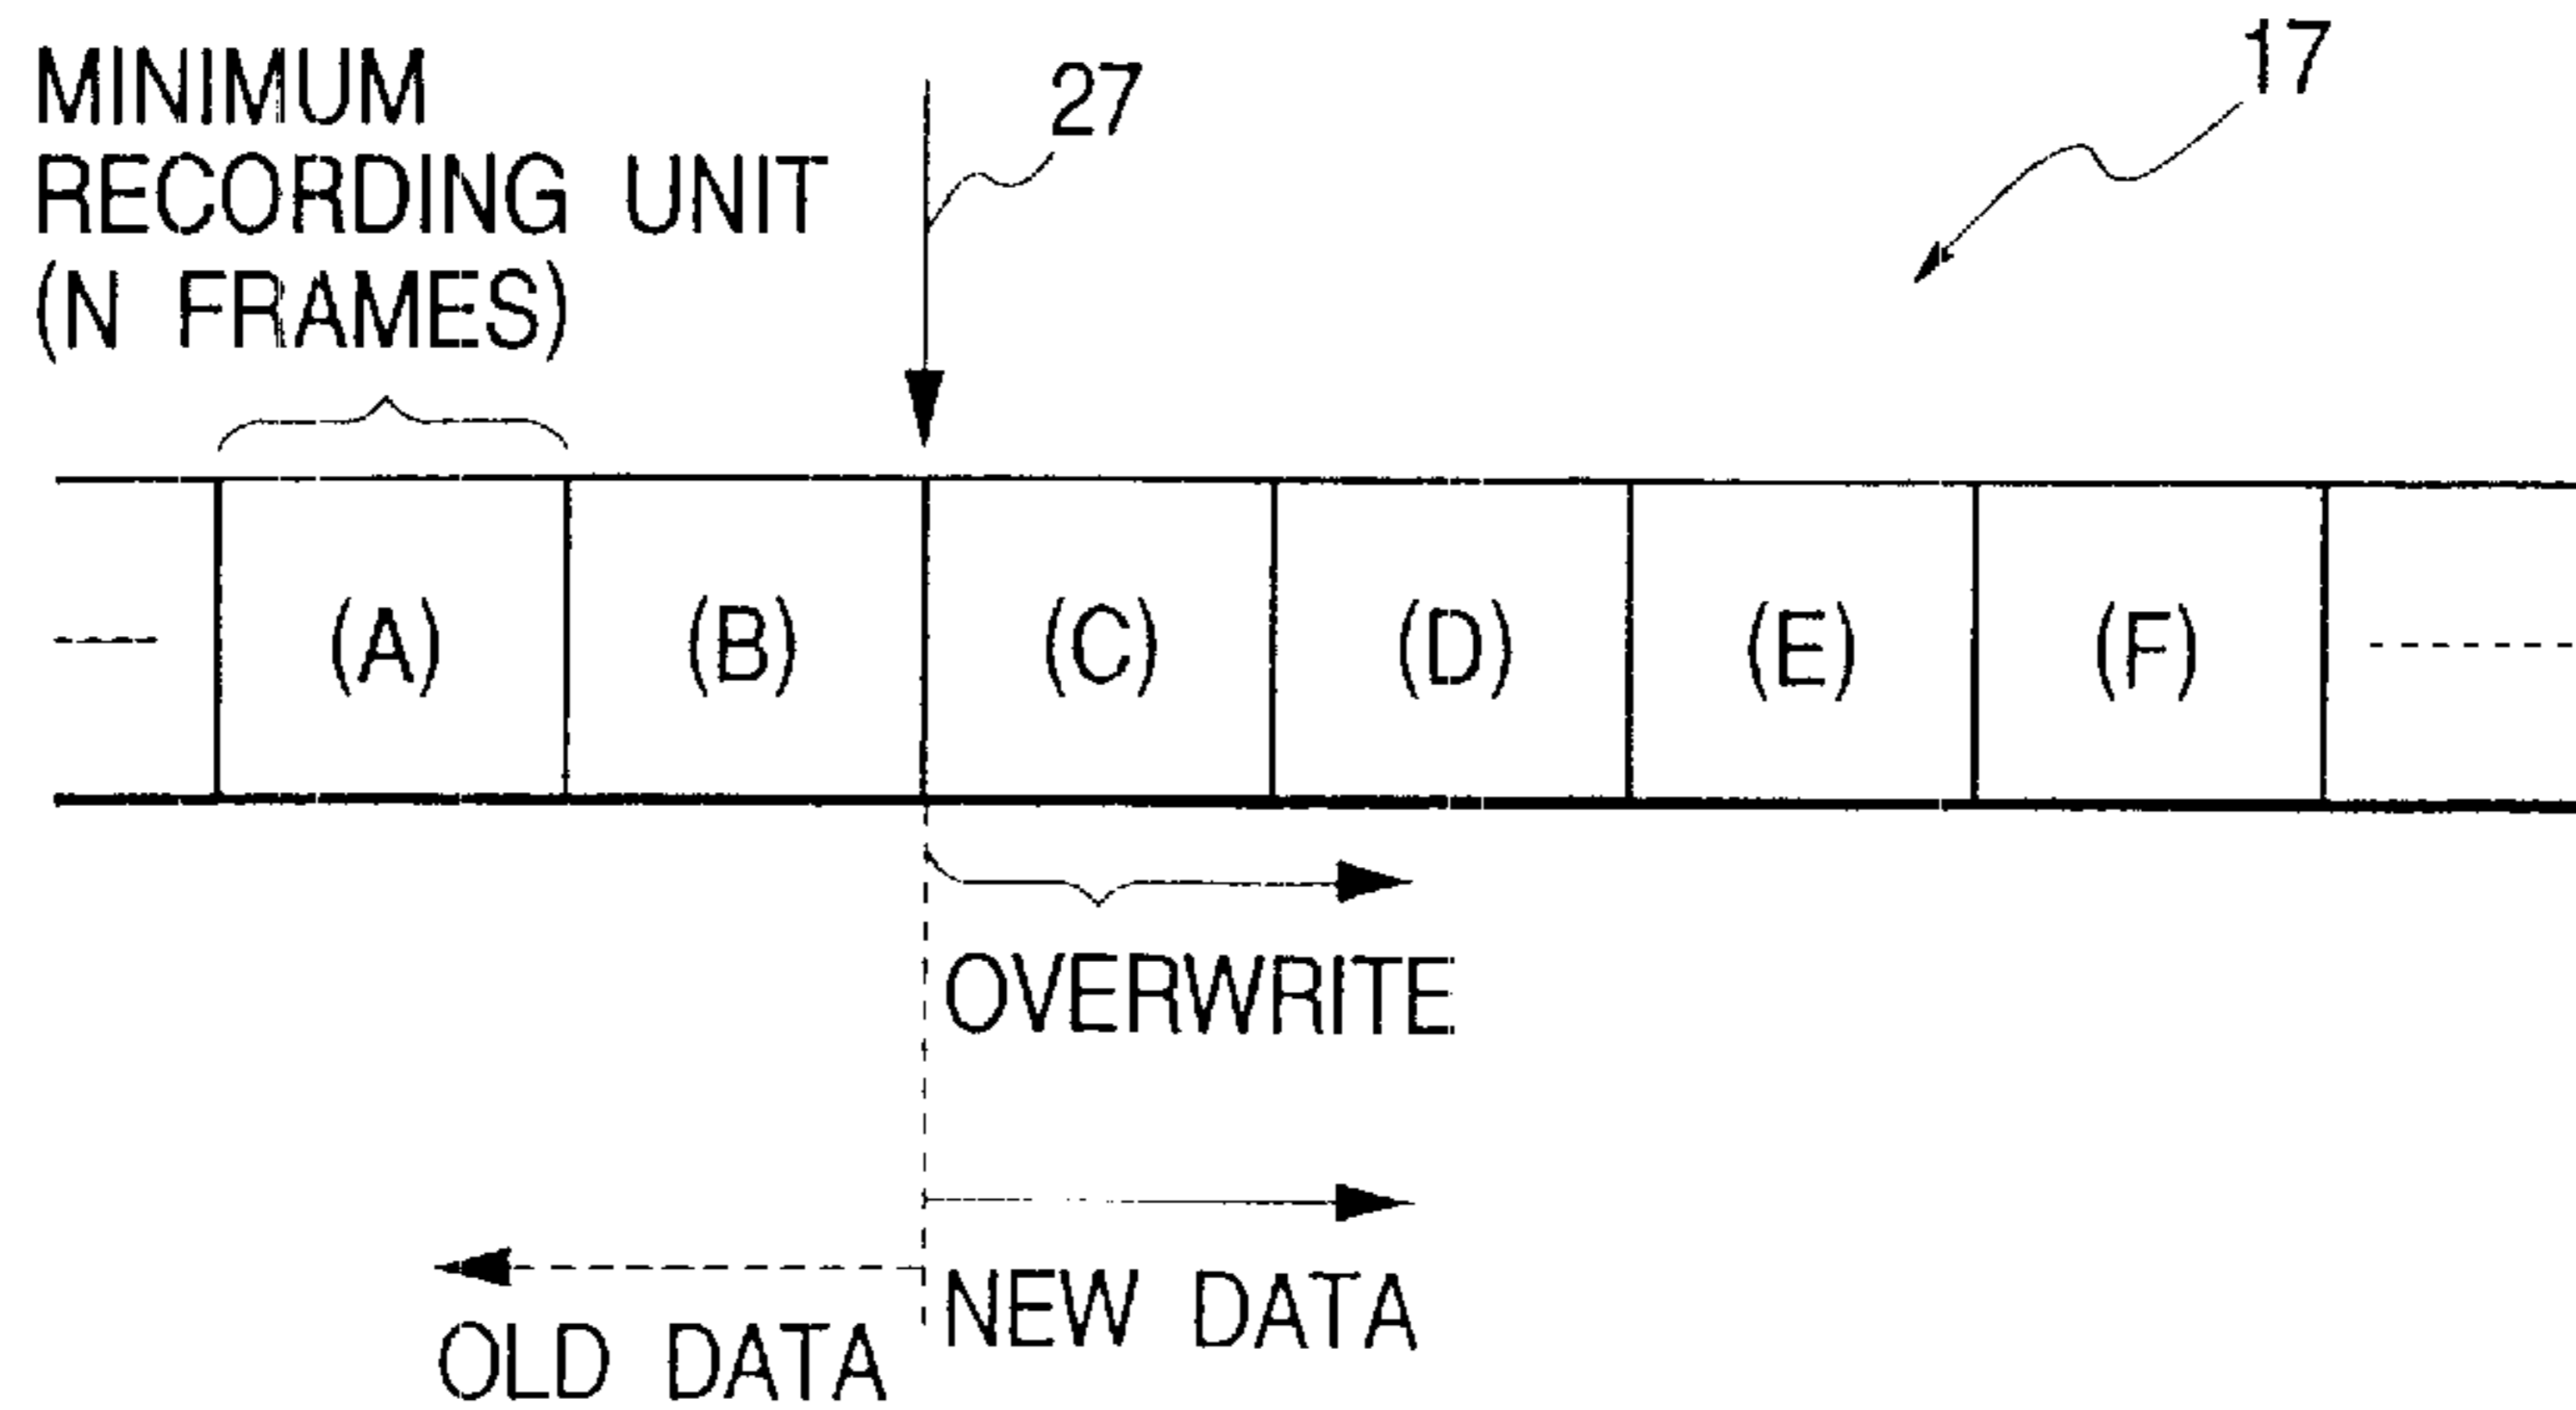 MINIMUM
RECORDING UNIT
(N FRAMES)
27
17
(A) (B) (C) (D) (E) (F)
OVERWRITE
NEW DATA
OLD DATA